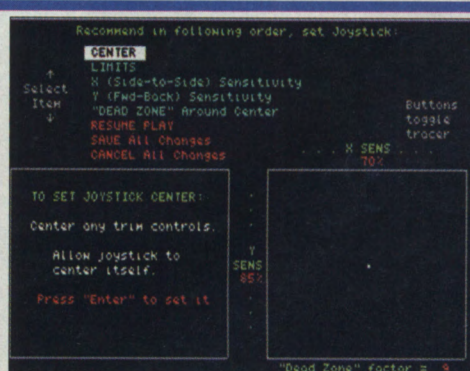 Recommend in following order, set Joystick:
CENTER
LIMITS
X (Side-to-Side) Sensitivity
Y (Fwd-Back) Sensitivity
"DEAD ZONE" Around Center
RESUME PLAY
SAVE All Changes
CANCEL All Changes
↑
Select
Item
↓
Buttons
toggle
tracer
. . . X SENS . . .
70%
TO SET JOYSTICK CENTER:
Center any trim controls.
Allow joystick to
center itself.
Press "Enter" to set it
Y
SENS
85%
"Dead Zone" factor = 9